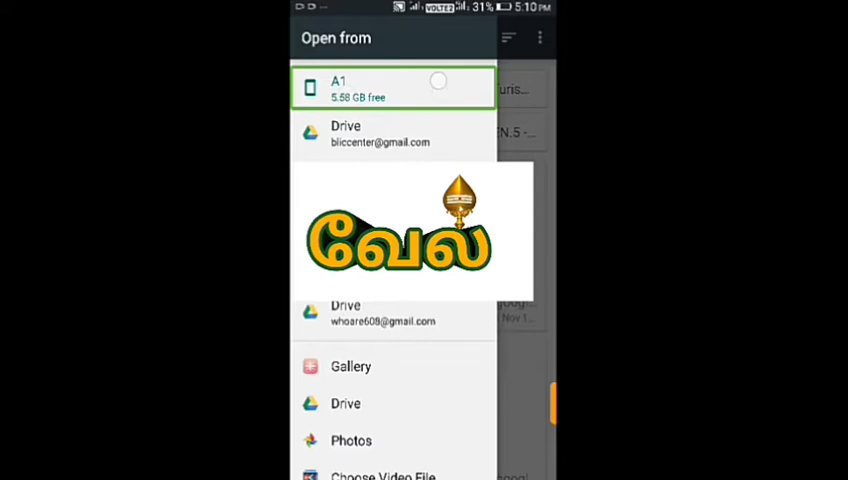 VOLTE2 31% 5:10 PM
Open from
A1
5.58 GB free
Drive
bliccenter@gmail.com
வேல்
Drive
whoare608@gmail.com
Gallery
Drive
Photos
Choose Video File